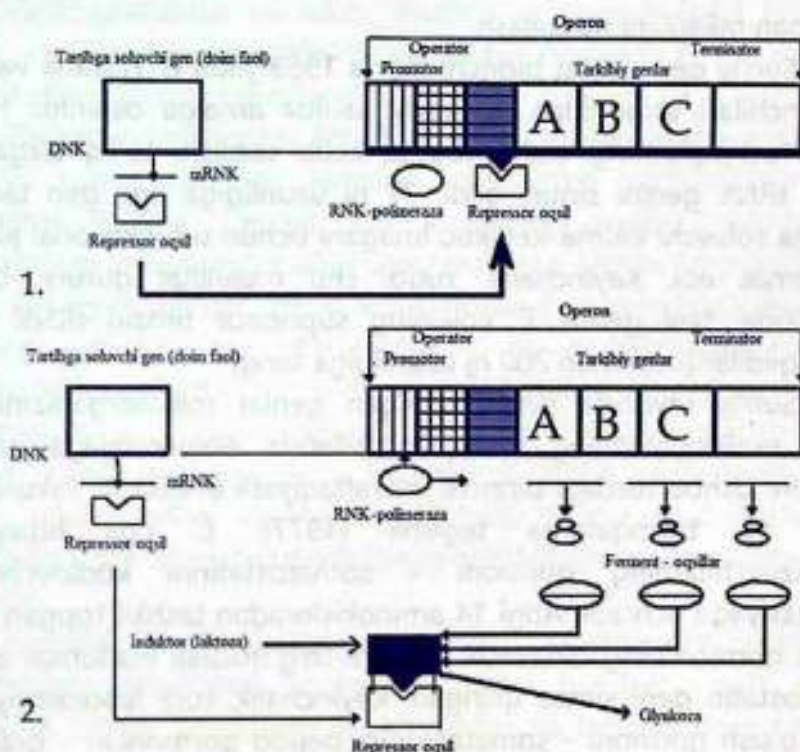 Operon
Tartibga soluvchi gen (doim faol)
Operator
Terminator
Promotor
Tarkibiy genlar
A B C
DNK
mRNK
RNK-polimeraza
Repressor oqsil
Repressor oqsil
1.
Operon
Tartibga soluvchi gen (doim faol)
Operator
Terminator
Promotor
Tarkibiy genlar
A B C
DNK
mRNK
RNK-polimeraza
Repressor oqsil
Ferment - oqsillar
Induktor (laktoza)
2.
Glyukoza
Repressor oqsil